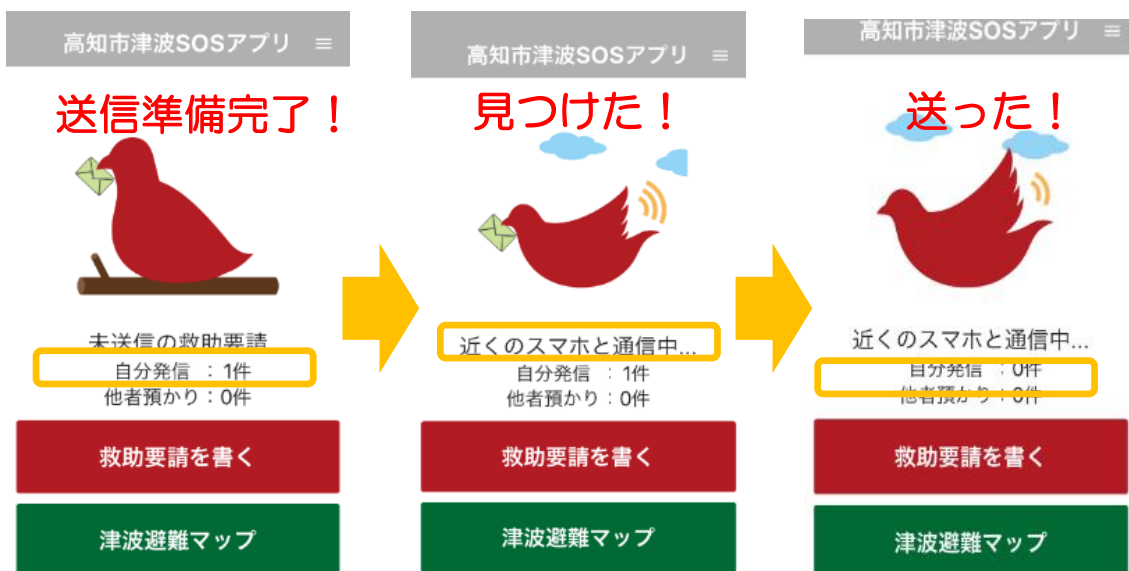 高知市津波SOSアプリ ≡
送信準備完了！
未送信の救助要請
自分発信 ：1件
他者預かり：0件
救助要請を書く
津波避難マップ
高知市津波SOSアプリ ≡
見つけた！
近くのスマホと通信中...
自分発信 ：1件
他者預かり：0件
救助要請を書く
津波避難マップ
高知市津波SOSアプリ ≡
送った！
近くのスマホと通信中...
自分発信 ：0件
他者預かり：0件
救助要請を書く
津波避難マップ